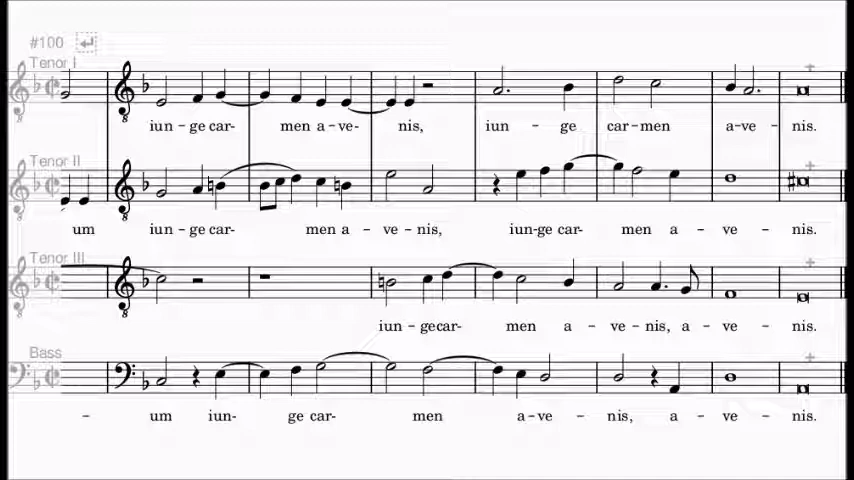 #100
Tenor I
iun - ge car- men a - ve - nis, iun - ge car - men a - ve - nis.
Tenor II
um iun - ge car- men a - ve - nis, iun - ge car- men a - ve - nis.
Tenor III
iun - gecar- men a - ve - nis, a - ve - nis.
Bass
- um iun- ge car- men a - ve - nis, a - ve - nis.